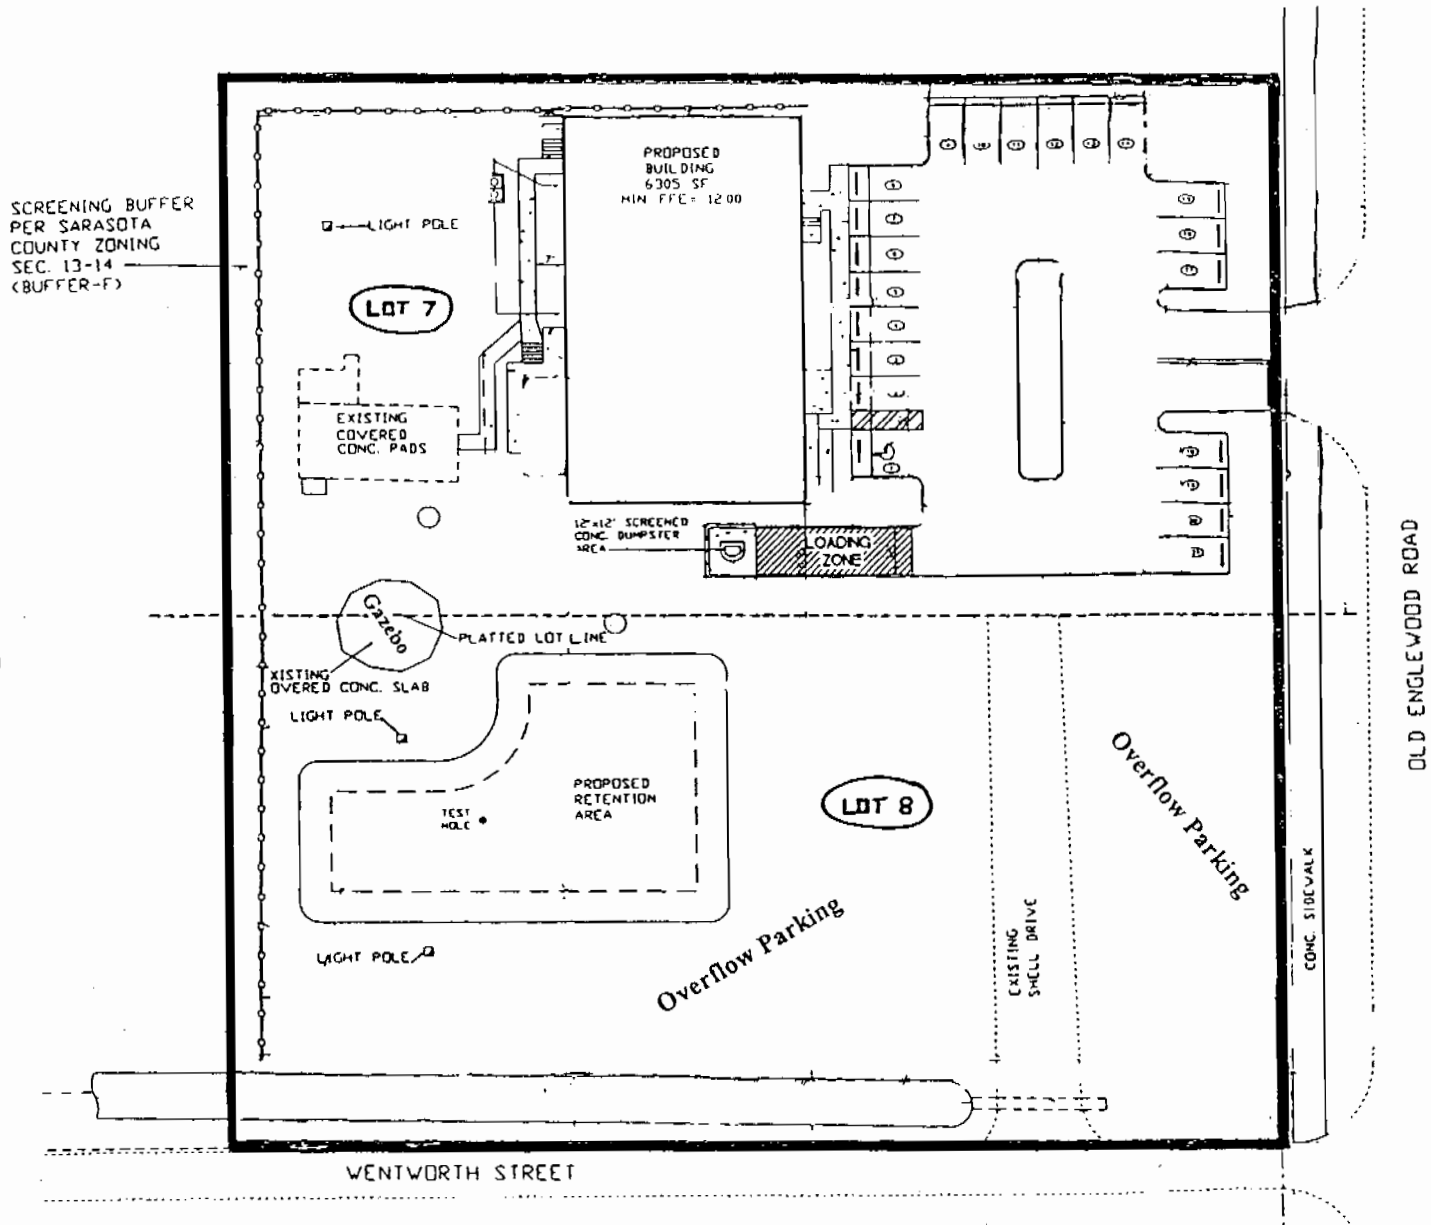 PROPOSED
BUILDING
6305 SF
MIN FFE= 12.00
SCREENING BUFFER
PER SARASOTA
COUNTY ZONING
SEC. 13-14
(BUFFER-F)
LIGHT POLE
LOT 7
EXISTING
COVERED
CONC. PADS
12'x12' SCREENED
CONC. DUMPSTER
AREA
LOADING
ZONE
Gazebo
PLATTED LOT LINE
XISTING
OVERED CONC. SLAB
LIGHT POLE
PROPOSED
RETENTION
AREA
TEST
HOLE
LOT 8
Overflow Parking
Overflow Parking
LIGHT POLE
EXISTING
SHELL DRIVE
CONC. SIDEWALK
OLD ENGLEWOOD ROAD
WENTWORTH STREET